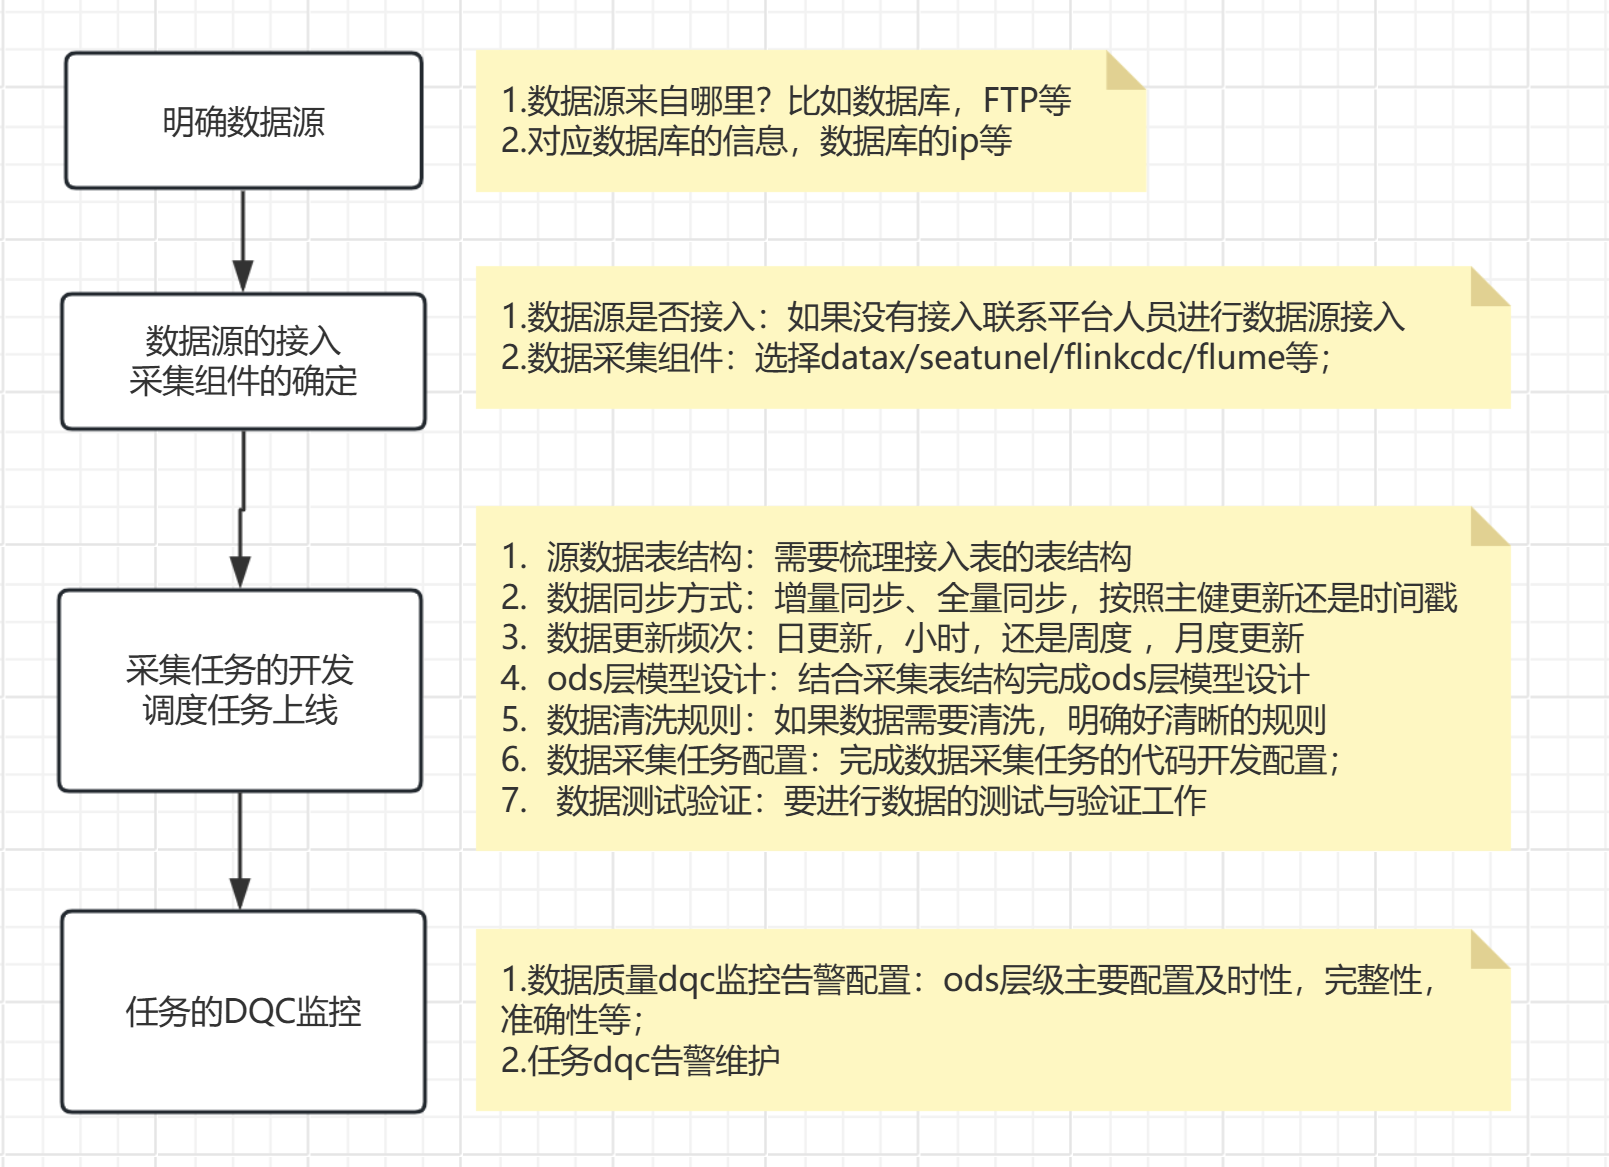 明确数据源
1.数据源来自哪里？比如数据库，FTP等
2.对应数据库的信息，数据库的ip等
数据源的接入
采集组件的确定
1.数据源是否接入：如果没有接入联系平台人员进行数据源接入
2.数据采集组件：选择datax/seatunel/flinkcdc/flume等；
采集任务的开发
调度任务上线
1. 源数据表结构：需要梳理接入表的表结构
2. 数据同步方式：增量同步、全量同步，按照主健更新还是时间戳
3. 数据更新频次：日更新，小时，还是周度 ，月度更新
4. ods层模型设计：结合采集表结构完成ods层模型设计
5. 数据清洗规则：如果数据需要清洗，明确好清晰的规则
6. 数据采集任务配置：完成数据采集任务的代码开发配置；
7. 数据测试验证：要进行数据的测试与验证工作
任务的DQC监控
1.数据质量dqc监控告警配置：ods层级主要配置及时性，完整性，
准确性等；
2.任务dqc告警维护